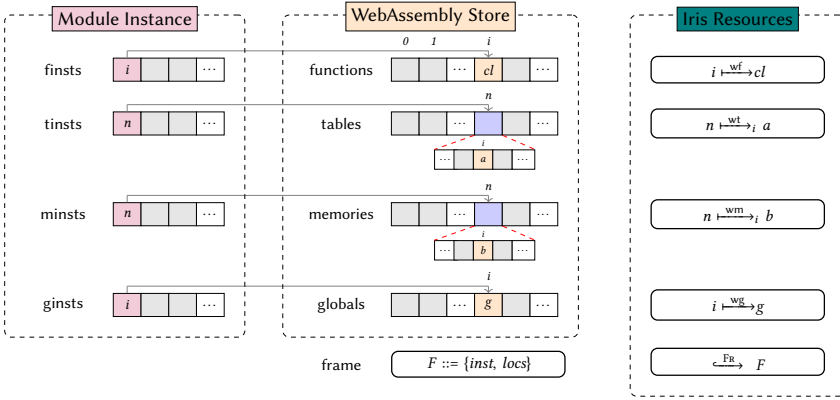 Module Instance WebAssembly Store Iris Resources
0 1 i
finsts i ... functions ... cl ... i ⟼^wf cl
n
tinsts n ... tables ... ... n ⟼^wt_i a
i
... a ...
n
minsts n ... memories ... ... n ⟼^wm_i b
i
... b ...
i
ginsts i ... globals ... g ... i ⟼^wg g
frame F ::= {inst, locs} ↪^FR F